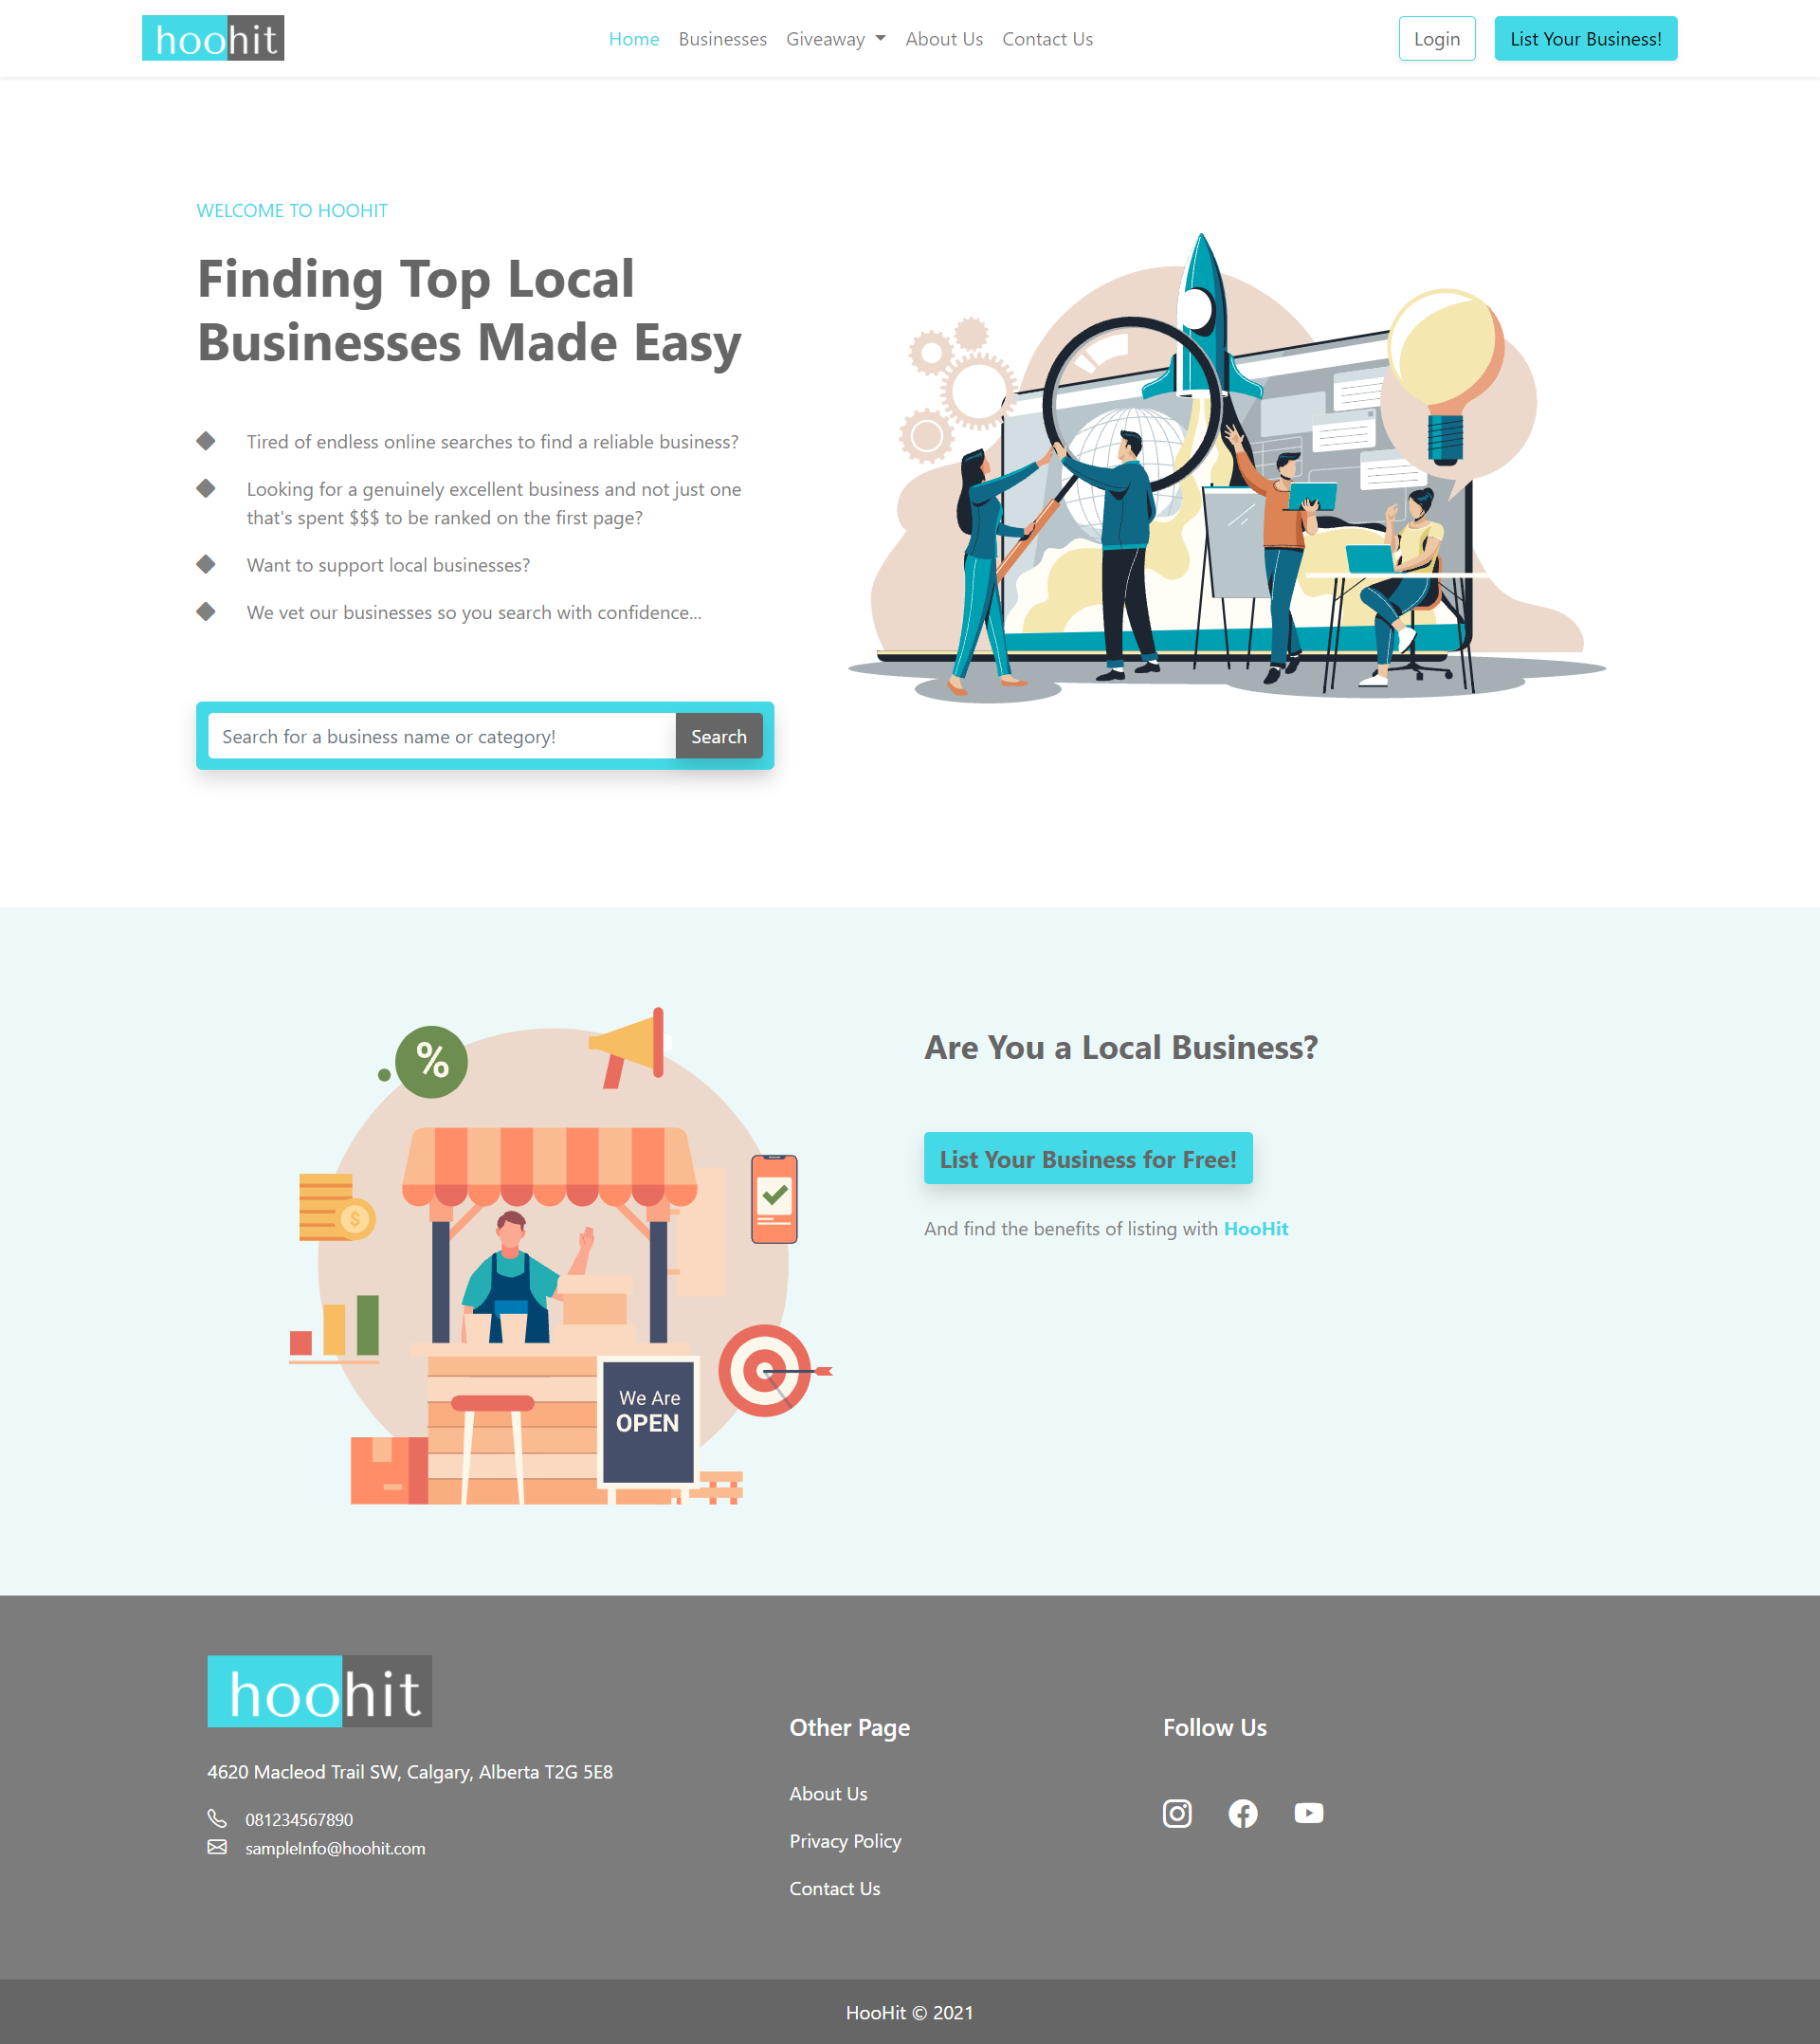 hoohit
Home Businesses Giveaway About Us Contact Us
Login
List Your Business!
WELCOME TO HOOHIT
Finding Top Local
Businesses Made Easy
Tired of endless online searches to find a reliable business?
Looking for a genuinely excellent business and not just one
that's spent $$$ to be ranked on the first page?
Want to support local businesses?
We vet our businesses so you search with confidence...
Search for a business name or category!
Search
%
$
We Are
OPEN
Are You a Local Business?
List Your Business for Free!
And find the benefits of listing with HooHit
hoohit
4620 Macleod Trail SW, Calgary, Alberta T2G 5E8
081234567890
sampleInfo@hoohit.com
Other Page
About Us
Privacy Policy
Contact Us
Follow Us
HooHit © 2021